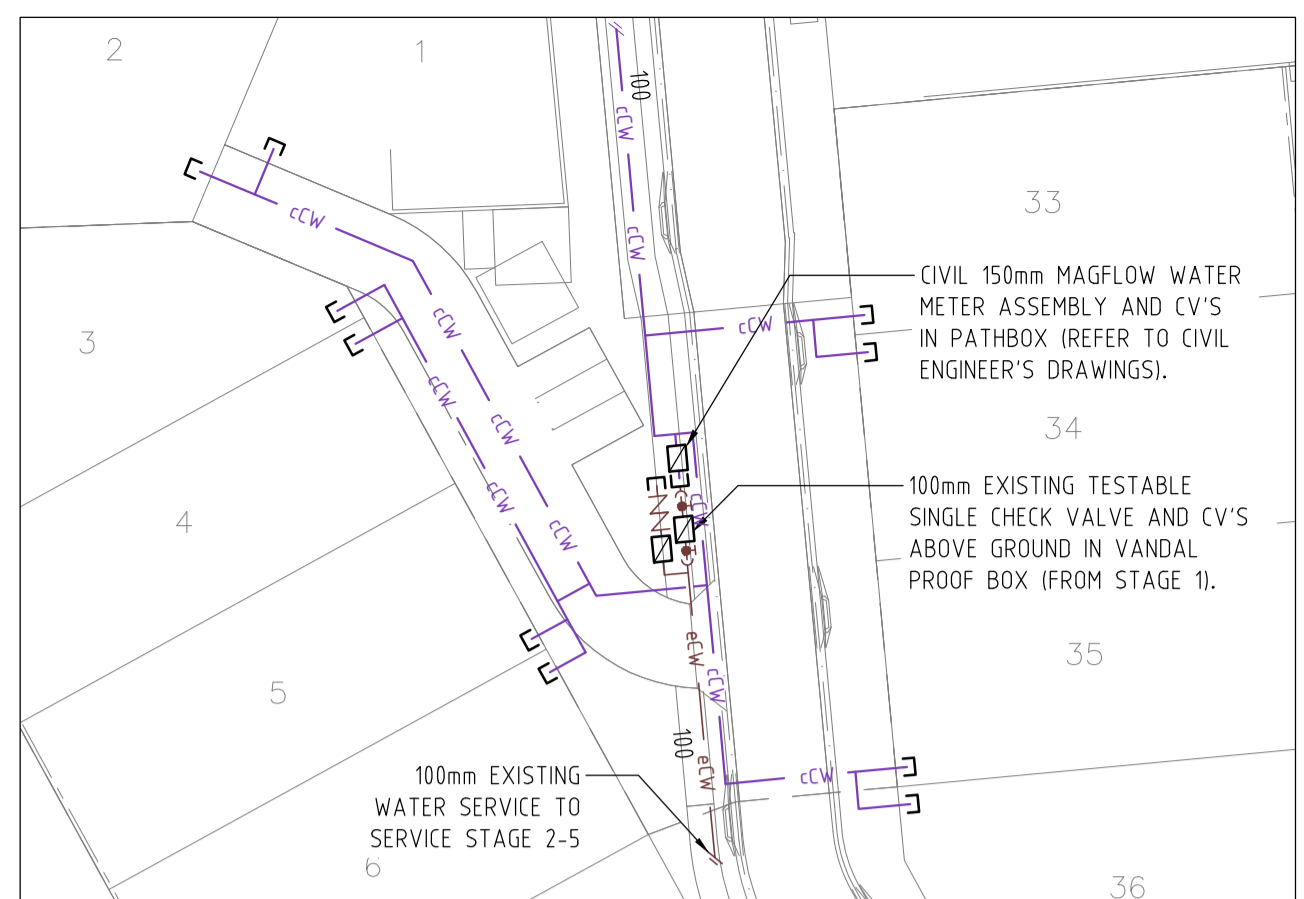 2
1
100
cCW
cCW
cCW
33
CIVIL 150mm MAGFLOW WATER
METER ASSEMBLY AND CV'S
IN PATHBOX (REFER TO CIVIL
ENGINEER'S DRAWINGS).
cCW
cCW
3
cCW
cCW
34
4
cCW
cCW
cCW
100mm EXISTING TESTABLE
SINGLE CHECK VALVE AND CV'S
ABOVE GROUND IN VANDAL
PROOF BOX (FROM STAGE 1).
cCW
eCW
35
5
cCW
100
eCW
cCW
100mm EXISTING
WATER SERVICE TO
SERVICE STAGE 2-5
6
36